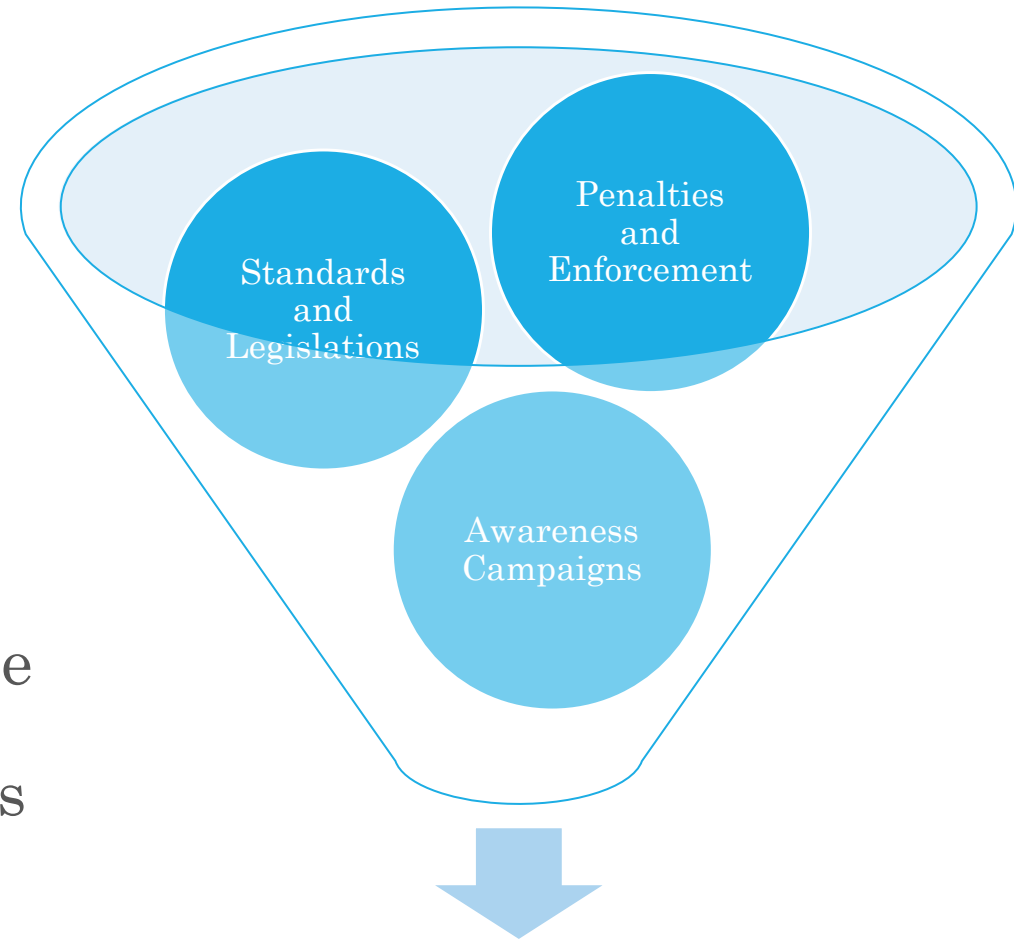 Penalties
and
Enforcement
Standards
and
Legislations
Awareness
Campaigns
e
s